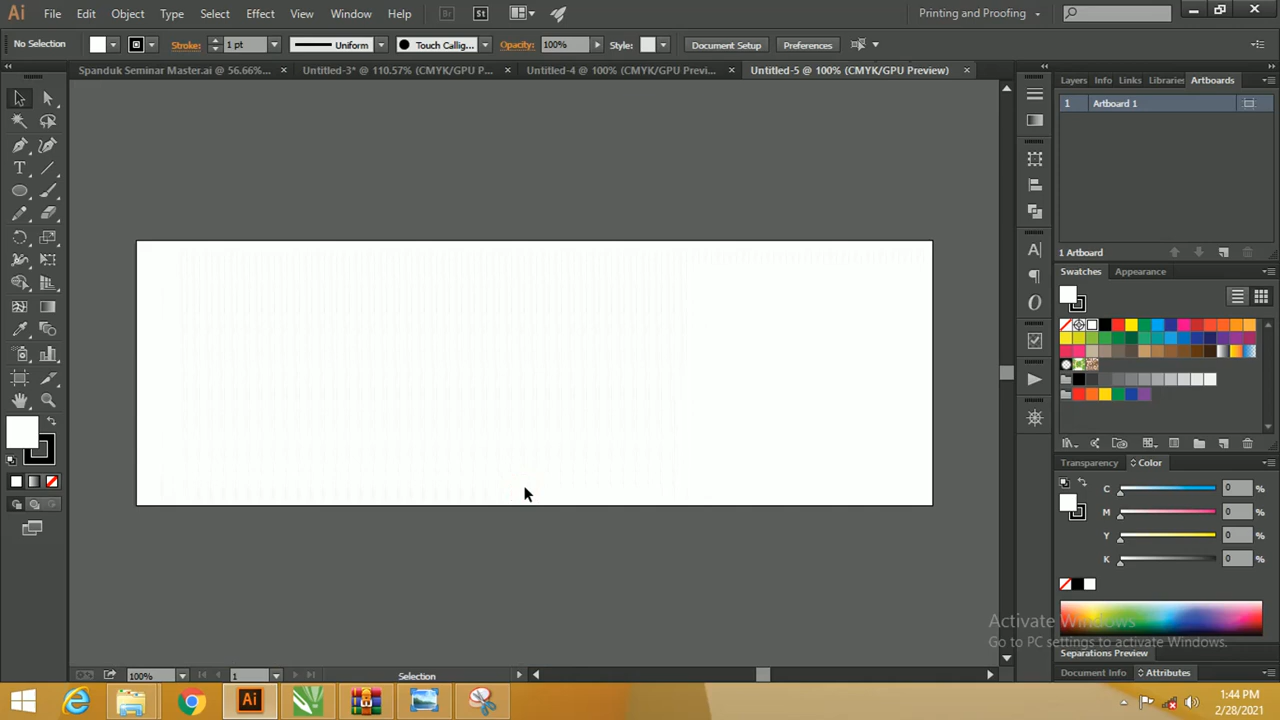 Ai File Edit Object Type Select Effect View Window Help Br St Printing and Proofing
No Selection Stroke: 1 pt Uniform Touch Callig... Opacity: 100% Style: Document Setup Preferences
Spanduk Seminar Master.ai @ 56.66%... × Untitled-3* @ 110.57% (CMYK/GPU P... × Untitled-4 @ 100% (CMYK/GPU Previ... × Untitled-5 @ 100% (CMYK/GPU Preview) ×
Layers Info Links Libraries Artboards
1 Artboard 1
1 Artboard
Swatches Appearance
Transparency Color
C 0 %
M 0 %
Y 0 %
K 0 %
Activate Windows
Go to PC settings to activate Windows.
Separations Preview
Document Info Attributes
100% 1 Selection
Ai
1:44 PM
2/28/2021